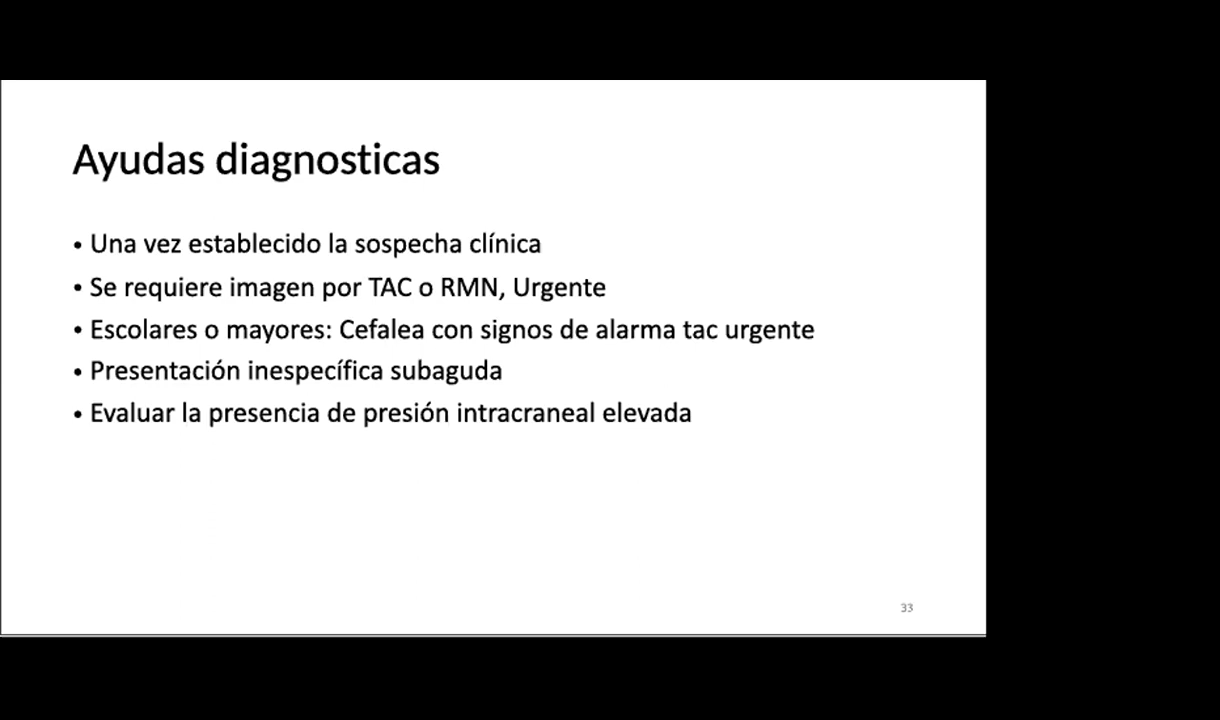 Ayudas diagnosticas
• Una vez establecido la sospecha clínica
• Se requiere imagen por TAC o RMN, Urgente
• Escolares o mayores: Cefalea con signos de alarma tac urgente
• Presentación inespecífica subaguda
• Evaluar la presencia de presión intracraneal elevada
33